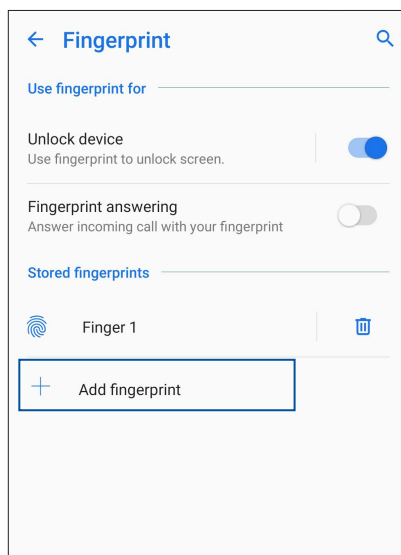 Fingerprint
Use fingerprint for
Unlock device
Use fingerprint to unlock screen.
Fingerprint answering
Answer incoming call with your fingerprint
Stored fingerprints
Finger 1
Add fingerprint